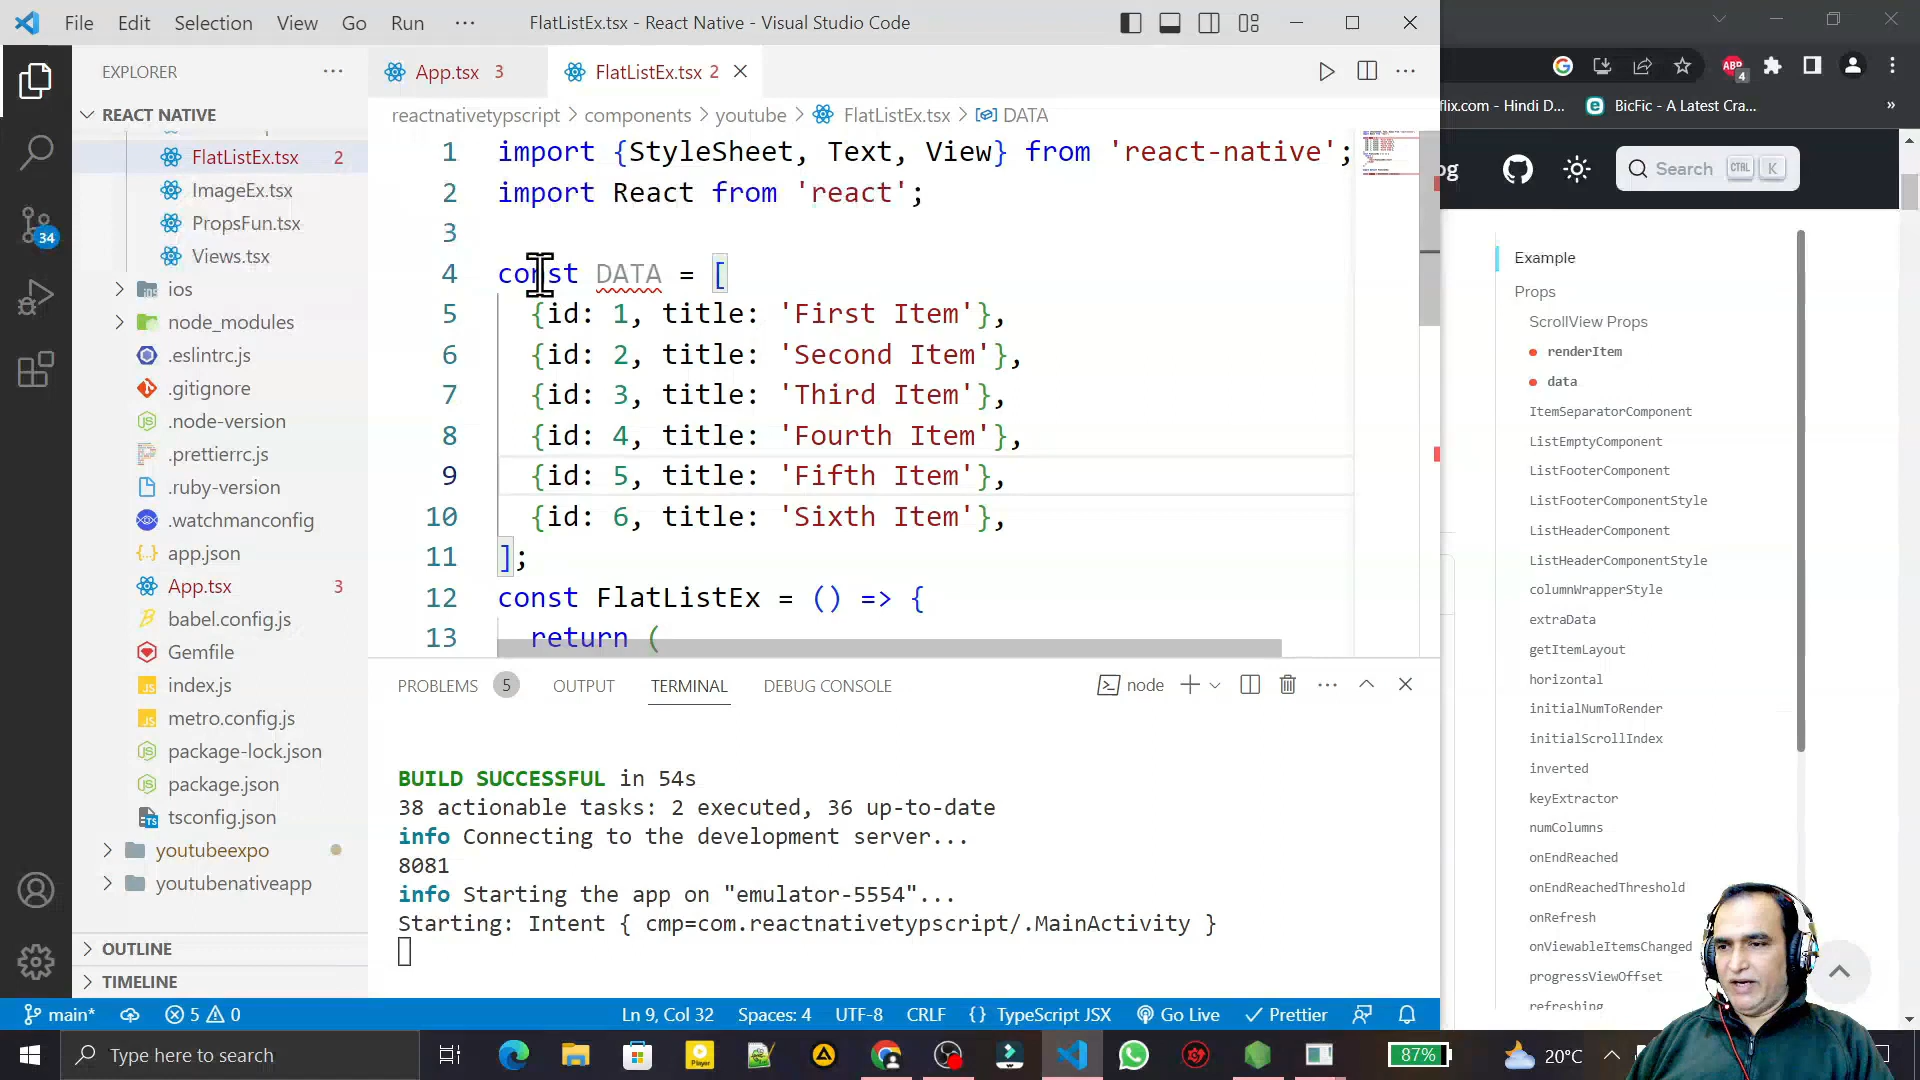 File Edit Selection View Go Run ··· FlatListEx.tsx - React Native - Visual Studio Code
EXPLORER ···
REACT NATIVE
FlatListEx.tsx 2
ImageEx.tsx
PropsFun.tsx
Views.tsx
ios
node_modules
.eslintrc.js
.gitignore
.node-version
.prettierrc.js
.ruby-version
.watchmanconfig
app.json
App.tsx 3
babel.config.js
Gemfile
index.js
metro.config.js
package-lock.json
package.json
tsconfig.json
youtubeexpo
youtubenativeapp
OUTLINE
TIMELINE
34
App.tsx 3 FlatListEx.tsx 2
reactnativetypscript > components > youtube > FlatListEx.tsx > DATA
1 import {StyleSheet, Text, View} from 'react-native';
2 import React from 'react';
3
4 const DATA = [
5 {id: 1, title: 'First Item'},
6 {id: 2, title: 'Second Item'},
7 {id: 3, title: 'Third Item'},
8 {id: 4, title: 'Fourth Item'},
9 {id: 5, title: 'Fifth Item'},
10 {id: 6, title: 'Sixth Item'},
11 ];
12 const FlatListEx = () => {
13 return (
PROBLEMS 5 OUTPUT TERMINAL DEBUG CONSOLE node
BUILD SUCCESSFUL in 54s
38 actionable tasks: 2 executed, 36 up-to-date
info Connecting to the development server...
8081
info Starting the app on "emulator-5554"...
Starting: Intent { cmp=com.reactnativetypscript/.MainActivity }
main* 5 0 Ln 9, Col 32 Spaces: 4 UTF-8 CRLF {} TypeScript JSX Go Live Prettier
ABP 4
flix.com - Hindi D... BicFic - A Latest Cra... »
og Search CTRL K
Example
Props
ScrollView Props
renderItem
data
ItemSeparatorComponent
ListEmptyComponent
ListFooterComponent
ListFooterComponentStyle
ListHeaderComponent
ListHeaderComponentStyle
columnWrapperStyle
extraData
getItemLayout
horizontal
initialNumToRender
initialScrollIndex
inverted
keyExtractor
numColumns
onEndReached
onEndReachedThreshold
onRefresh
onViewableItemsChanged
progressViewOffset
refreshing
Type here to search Player 87% 20°C